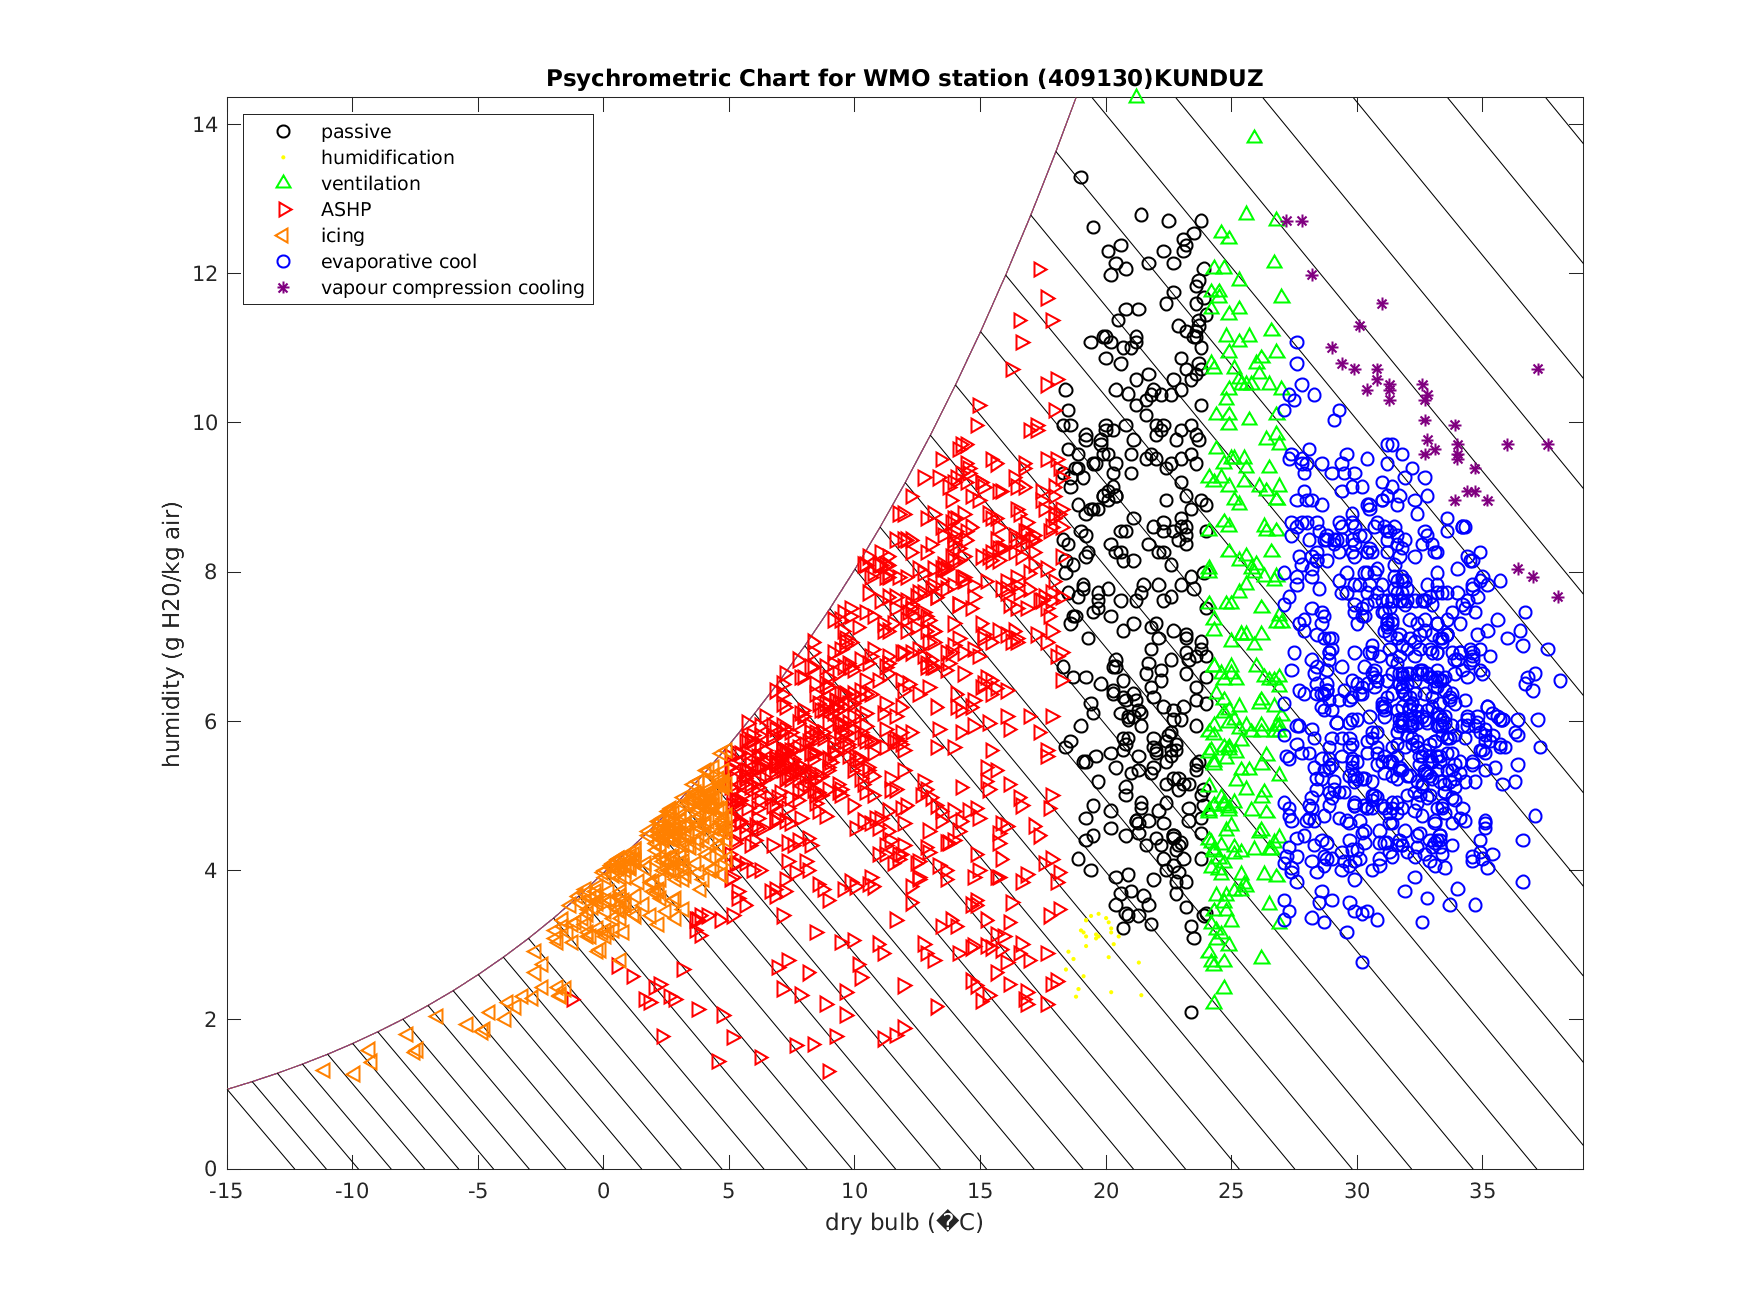 Psychrometric Chart for WMO station (409130)KUNDUZ
passive
humidification
ventilation
ASHP
icing
evaporative cool
vapour compression cooling
humidity (g H20/kg air)
14
12
10
8
6
4
2
0
-15 -10 -5 0 5 10 15 20 25 30 35
dry bulb (�C)